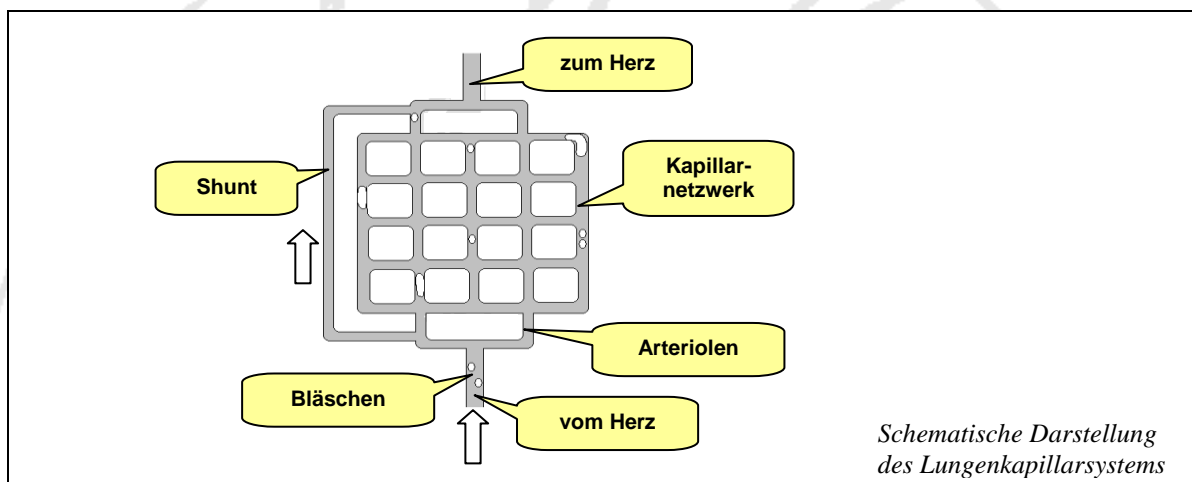 zum Herz
Shunt
Kapillar-
netzwerk
Arteriolen
Bläschen
vom Herz
Schematische Darstellung
des Lungenkapillarsystems